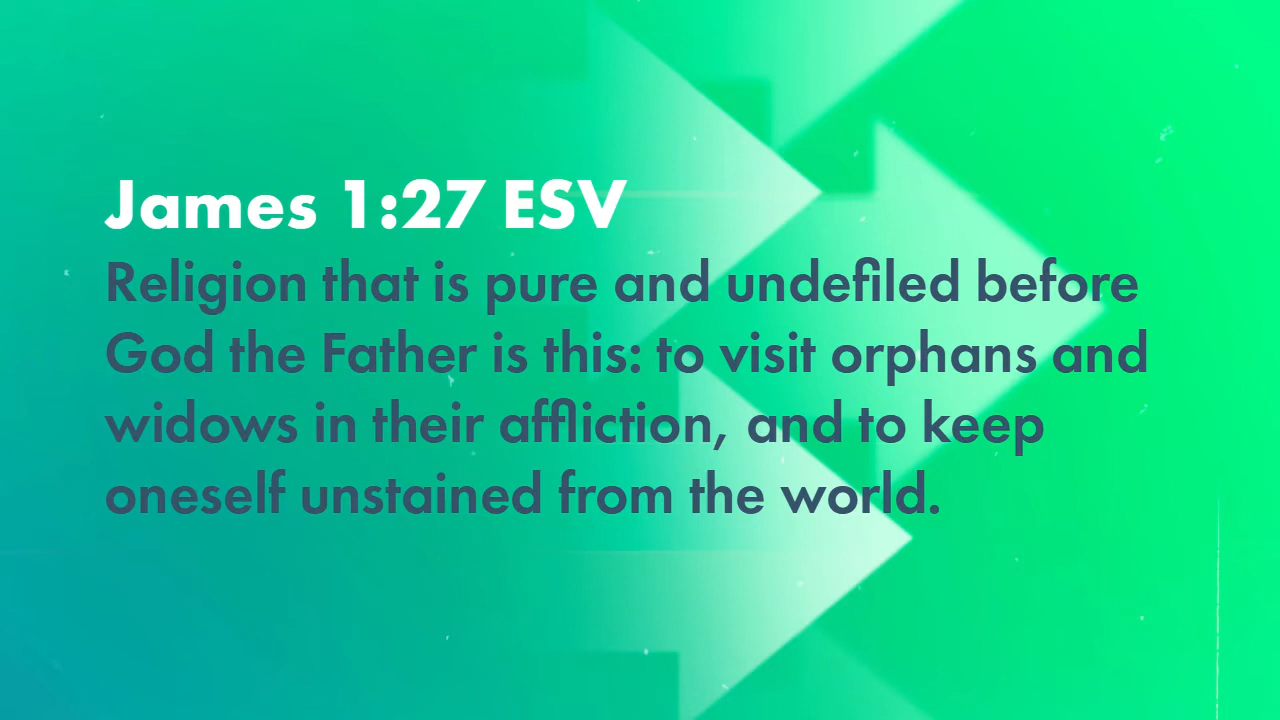 James 1:27 ESV
Religion that is pure and undefiled before
God the Father is this: to visit orphans and
widows in their affliction, and to keep
oneself unstained from the world.